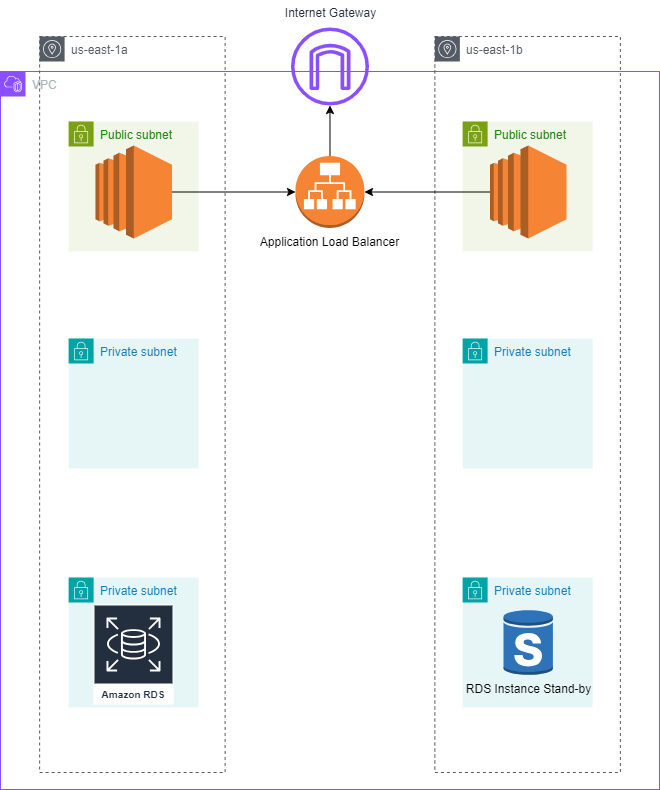 Internet Gateway
us-east-1a
us-east-1b
VPC
Public subnet
Public subnet
Application Load Balancer
Private subnet
Private subnet
Private subnet
Private subnet
S
Amazon RDS
RDS Instance Stand-by